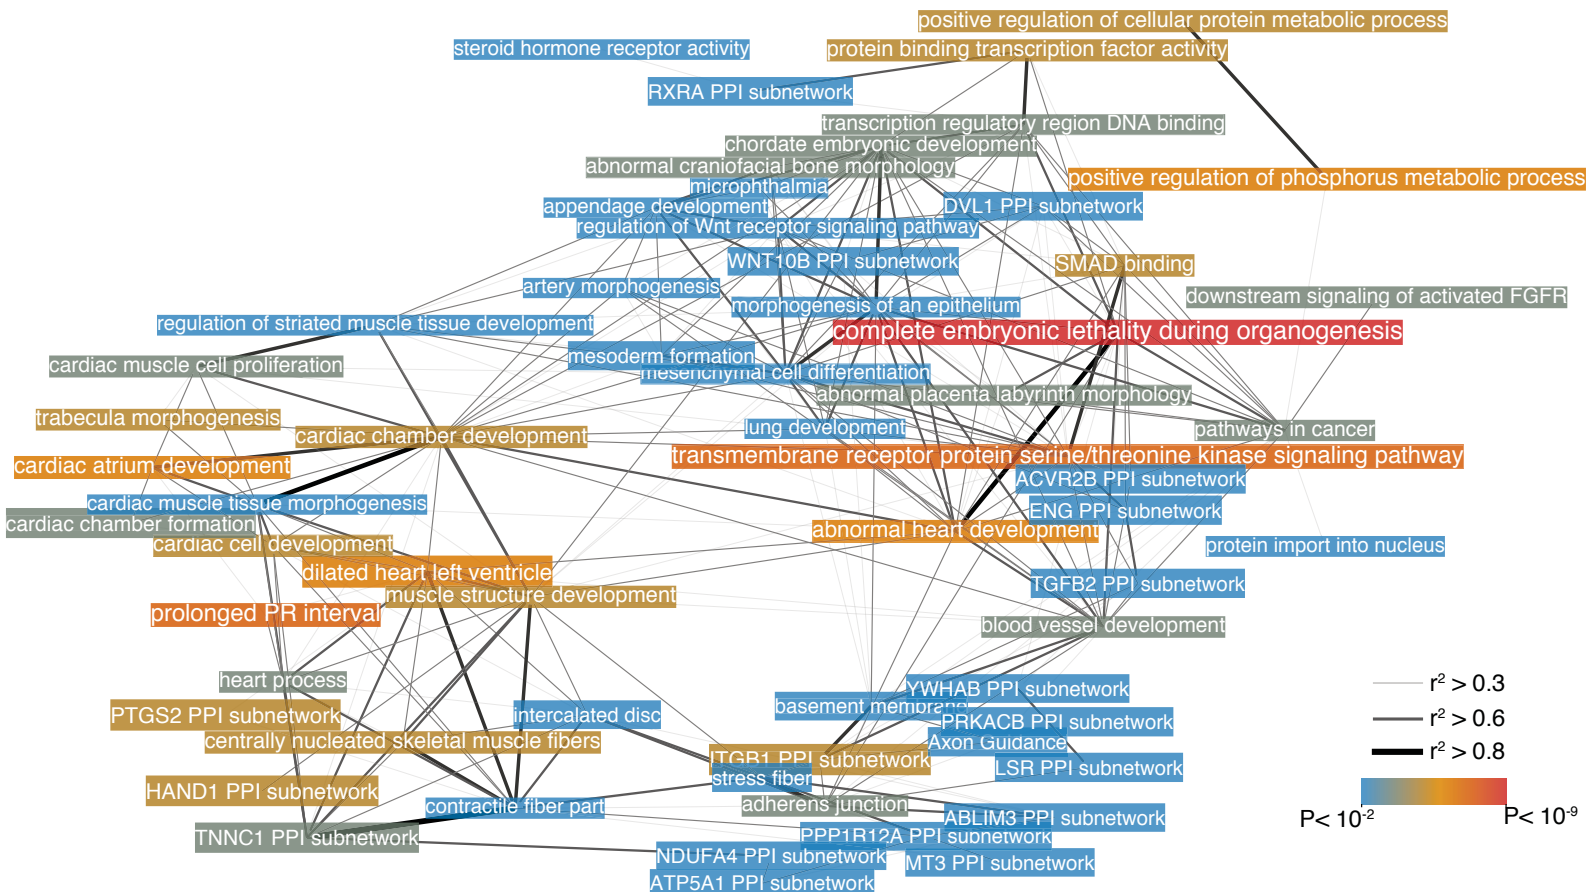 positive regulation of cellular protein metabolic process
steroid hormone receptor activity
protein binding transcription factor activity
RXRA PPI subnetwork
transcription regulatory region DNA binding
chordate embryonic development
abnormal craniofacial bone morphology
positive regulation of phosphorus metabolic process
microphthalmia
appendage development
DVL1 PPI subnetwork
regulation of Wnt receptor signaling pathway
WNT10B PPI subnetwork
SMAD binding
artery morphogenesis
downstream signaling of activated FGFR
morphogenesis of an epithelium
regulation of striated muscle tissue development
complete embryonic lethality during organogenesis
mesoderm formation
cardiac muscle cell proliferation
mesenchymal cell differentiation
abnormal placenta labyrinth morphology
trabecula morphogenesis
lung development
pathways in cancer
cardiac chamber development
transmembrane receptor protein serine/threonine kinase signaling pathway
cardiac atrium development
ACVR2B PPI subnetwork
cardiac muscle tissue morphogenesis
ENG PPI subnetwork
cardiac chamber formation
abnormal heart development
cardiac cell development
protein import into nucleus
dilated heart left ventricle
TGFB2 PPI subnetwork
muscle structure development
prolonged PR interval
blood vessel development
heart process
YWHAB PPI subnetwork
r² > 0.3
basement membrane
PTGS2 PPI subnetwork
intercalated disc
PRKACB PPI subnetwork
r² > 0.6
centrally nucleated skeletal muscle fibers
Axon Guidance
r² > 0.8
ITGB1 PPI subnetwork
LSR PPI subnetwork
stress fiber
HAND1 PPI subnetwork
contractile fiber part
adherens junction
ABLIM3 PPI subnetwork
P< 10⁻²
P< 10⁻⁹
TNNC1 PPI subnetwork
PPP1R12A PPI subnetwork
NDUFA4 PPI subnetwork
MT3 PPI subnetwork
ATP5A1 PPI subnetwork